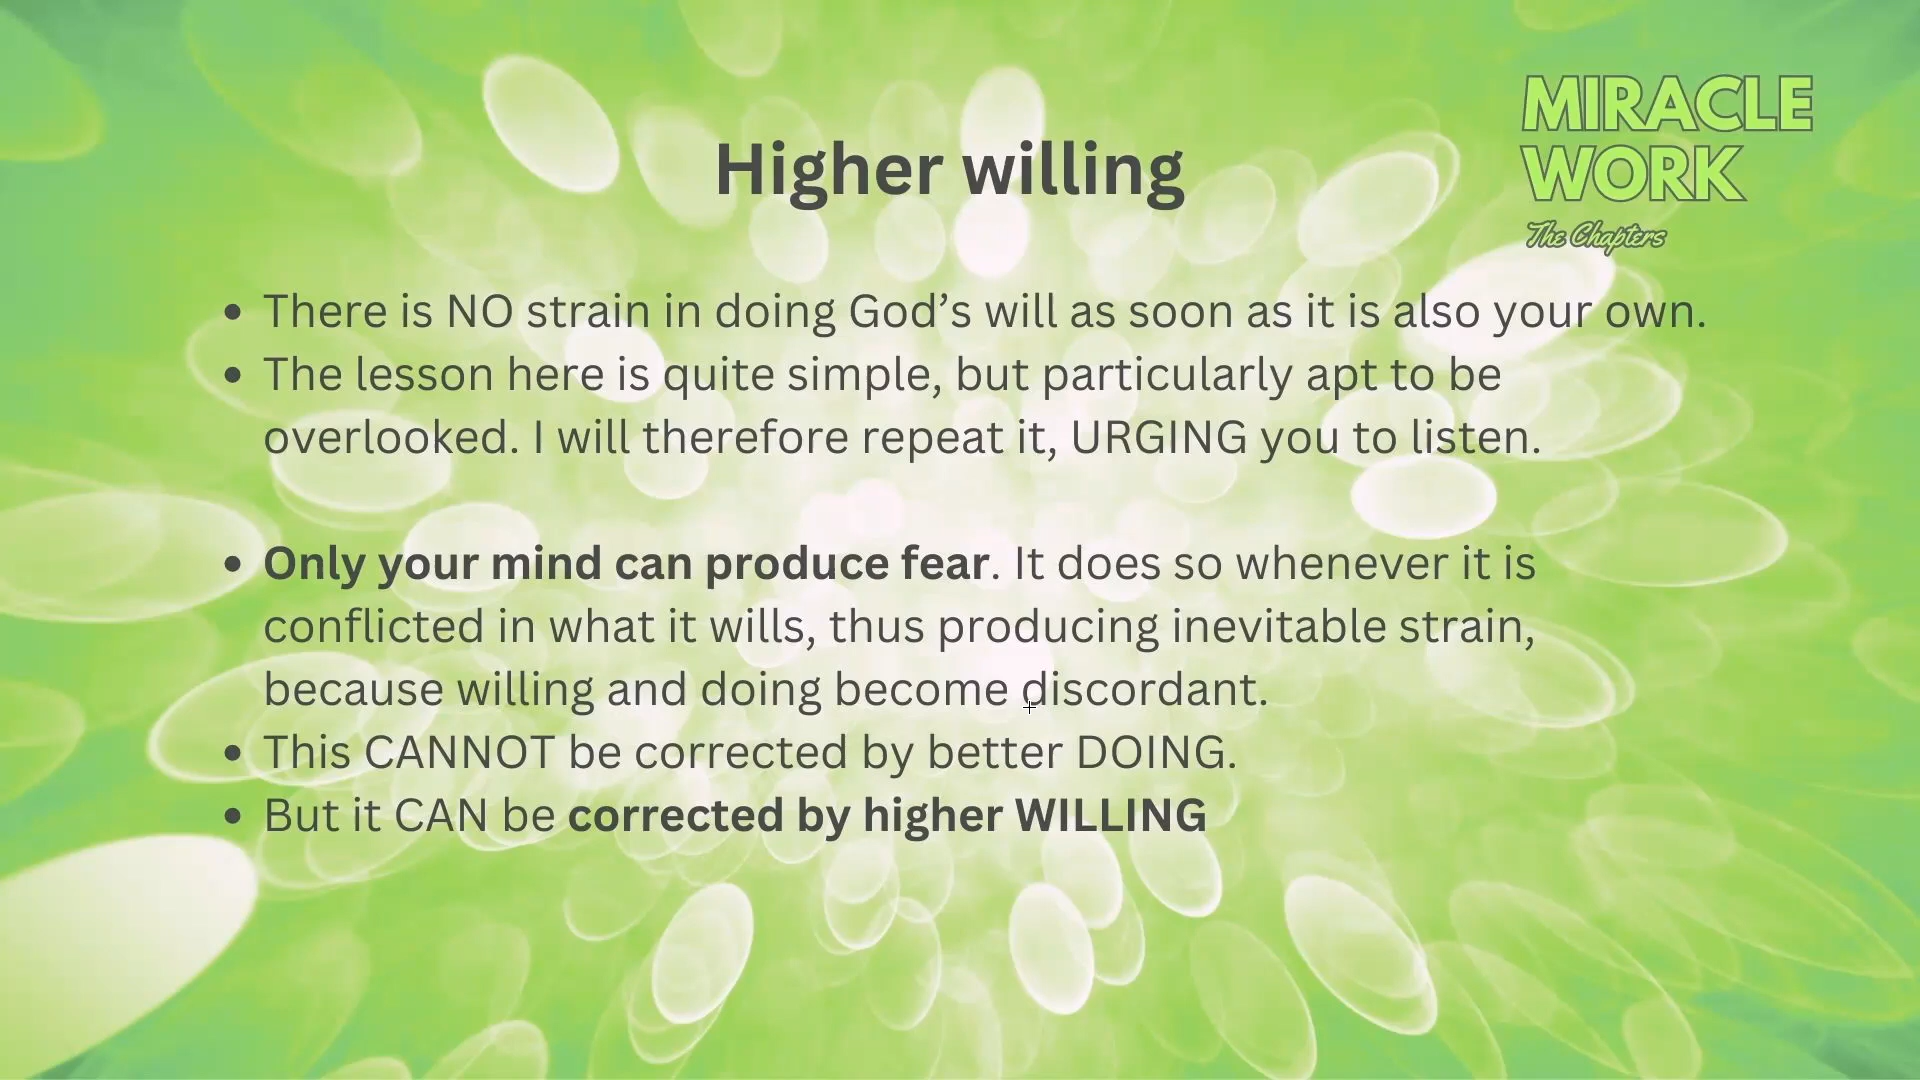 MIRACLE
WORK
The Chapters
Higher willing
• There is NO strain in doing God’s will as soon as it is also your own.
• The lesson here is quite simple, but particularly apt to be
overlooked. I will therefore repeat it, URGING you to listen.
• Only your mind can produce fear. It does so whenever it is
conflicted in what it wills, thus producing inevitable strain,
because willing and doing become discordant.
• This CANNOT be corrected by better DOING.
• But it CAN be corrected by higher WILLING